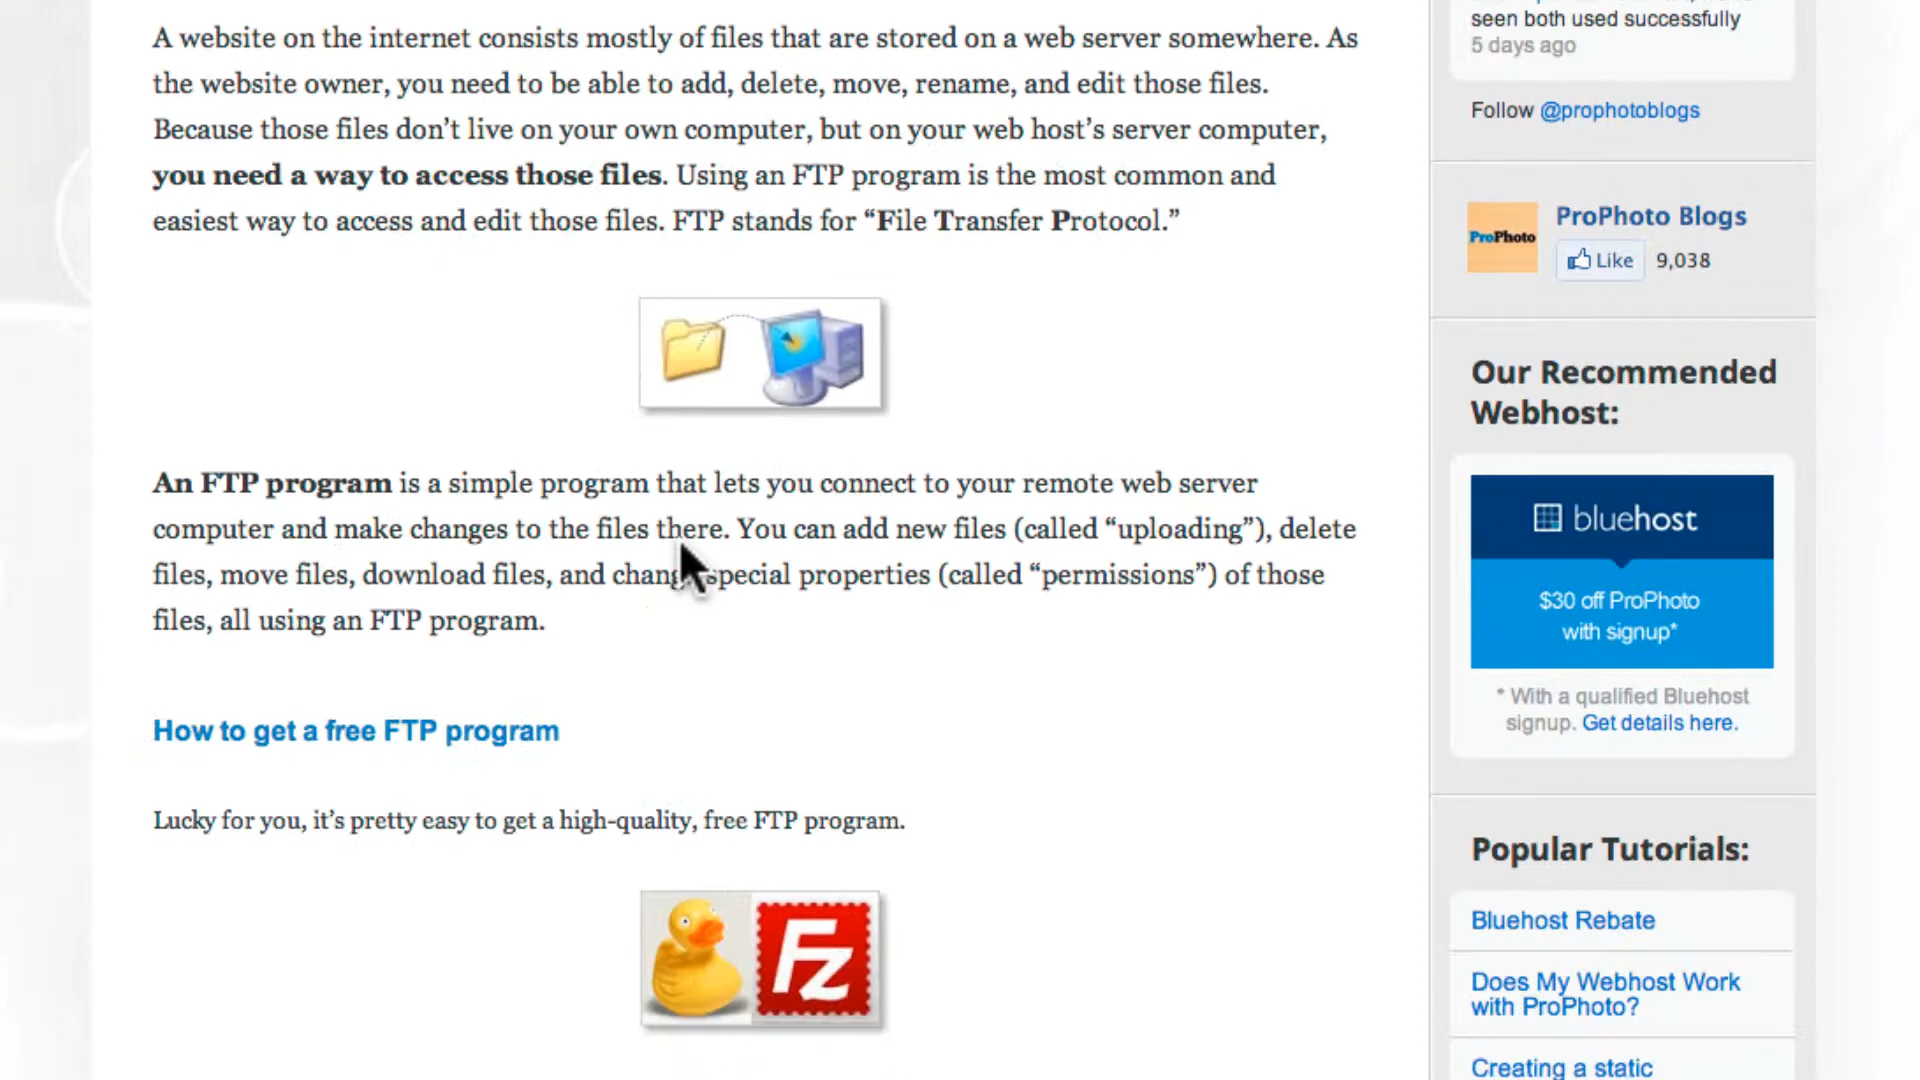 A website on the internet consists mostly of files that are stored on a web server somewhere. As
the website owner, you need to be able to add, delete, move, rename, and edit those files.
Because those files don’t live on your own computer, but on your web host’s server computer,
you need a way to access those files. Using an FTP program is the most common and
easiest way to access and edit those files. FTP stands for “File Transfer Protocol.”
An FTP program is a simple program that lets you connect to your remote web server
computer and make changes to the files there. You can add new files (called “uploading”), delete
files, move files, download files, and change special properties (called “permissions”) of those
files, all using an FTP program.
How to get a free FTP program
Lucky for you, it’s pretty easy to get a high-quality, free FTP program.
Fz
seen both used successfully
5 days ago
Follow @prophotoblogs
ProPhoto
ProPhoto Blogs
Like 9,038
Our Recommended
Webhost:
bluehost
$30 off ProPhoto
with signup*
* With a qualified Bluehost
signup. Get details here.
Popular Tutorials:
Bluehost Rebate
Does My Webhost Work
with ProPhoto?
Creating a static